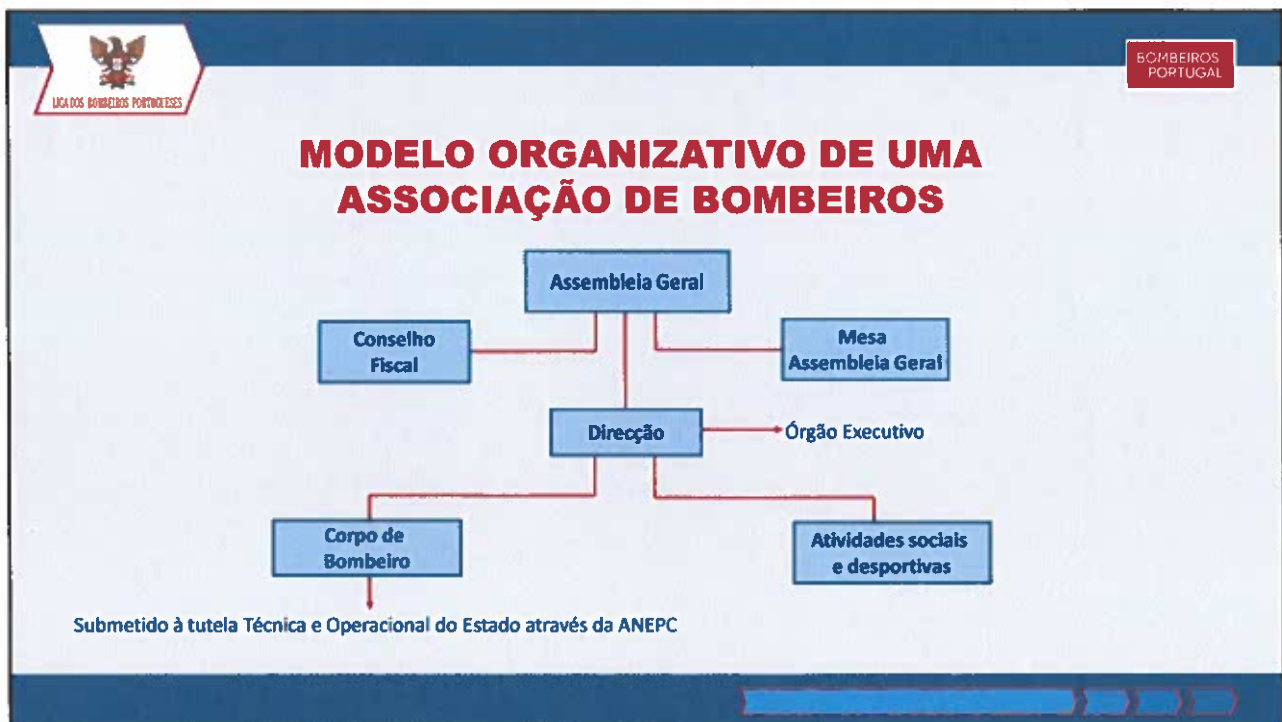 LIGA DOS BOMBEIROS PORTUGUESES
BOMBEIROS
PORTUGAL
MODELO ORGANIZATIVO DE UMA
ASSOCIAÇÃO DE BOMBEIROS
Assembleia Geral
Conselho
Fiscal
Mesa
Assembleia Geral
Direcção
Órgão Executivo
Corpo de
Bombeiro
Atividades sociais
e desportivas
Submetido à tutela Técnica e Operacional do Estado através da ANEPC